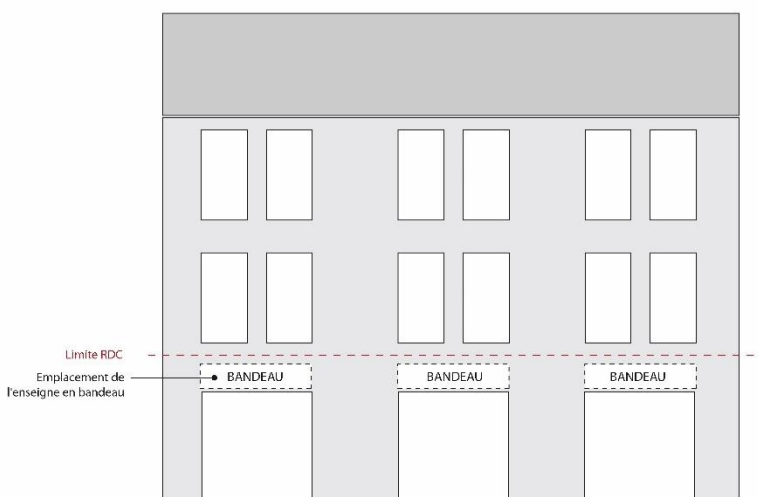 Limite RDC
Emplacement de
l'enseigne en bandeau
BANDEAU
BANDEAU
BANDEAU